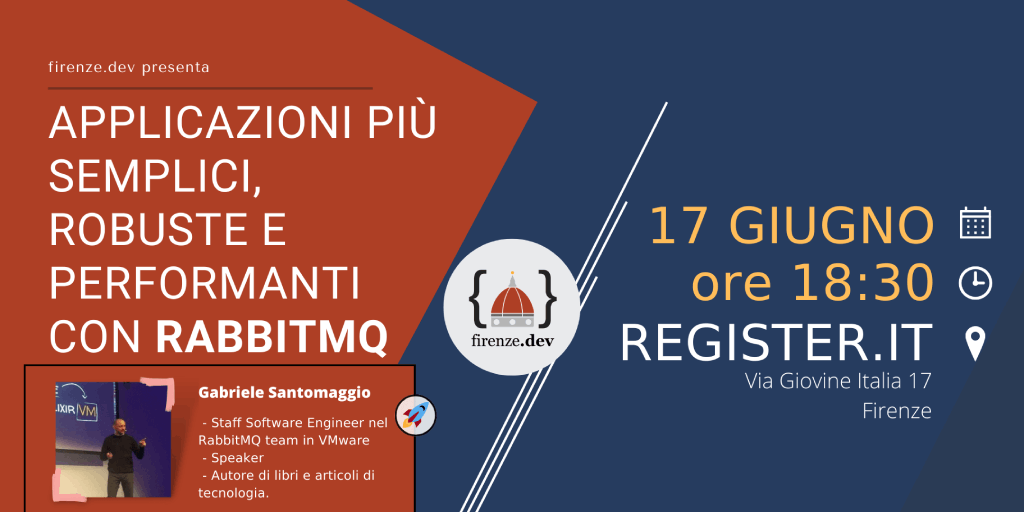 firenze.dev presenta
APPLICAZIONI PIÙ
SEMPLICI,
ROBUSTE E
PERFORMANTI
CON RABBITMQ
Gabriele Santomaggio
- Staff Software Engineer nel
RabbitMQ team in VMware
- Speaker
- Autore di libri e articoli di
tecnologia.
IXIR VM
{ }
firenze.dev
17 GIUGNO
ore 18:30
REGISTER.IT
Via Giovine Italia 17
Firenze